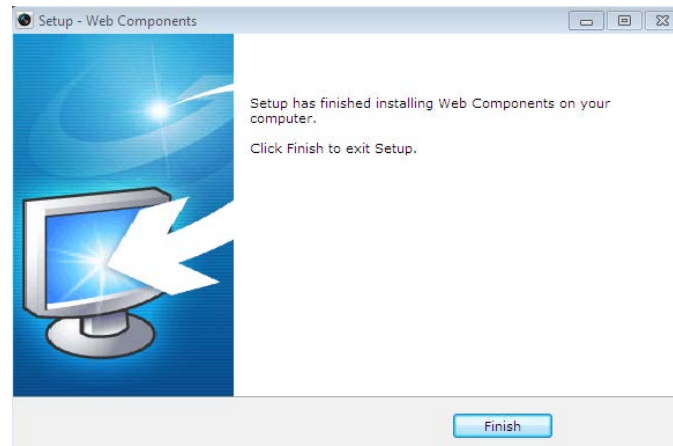 Setup - Web Components
Setup has finished installing Web Components on your
computer.
Click Finish to exit Setup.
Finish